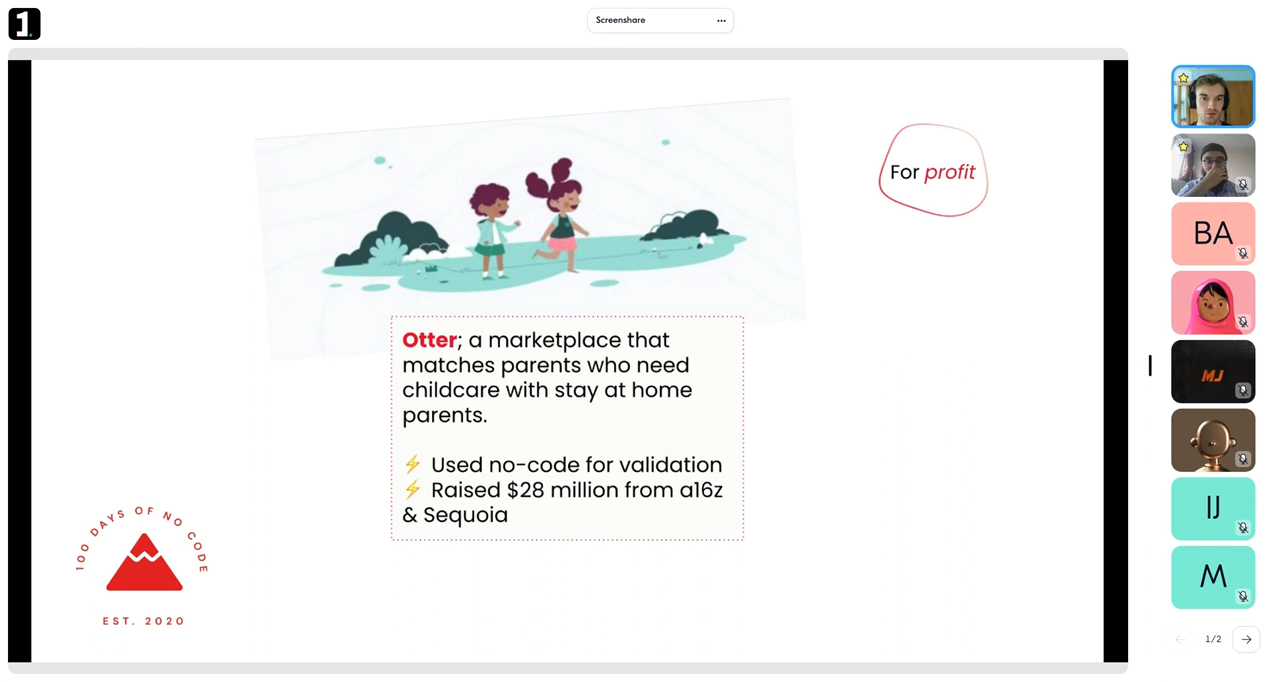 1.
Screenshare
For profit
Otter; a marketplace that
matches parents who need
childcare with stay at home
parents.
⚡ Used no-code for validation
⚡ Raised $28 million from a16z
& Sequoia
100 DAYS OF NO CODE
EST. 2020
BA
MJ
IJ
M
1/2